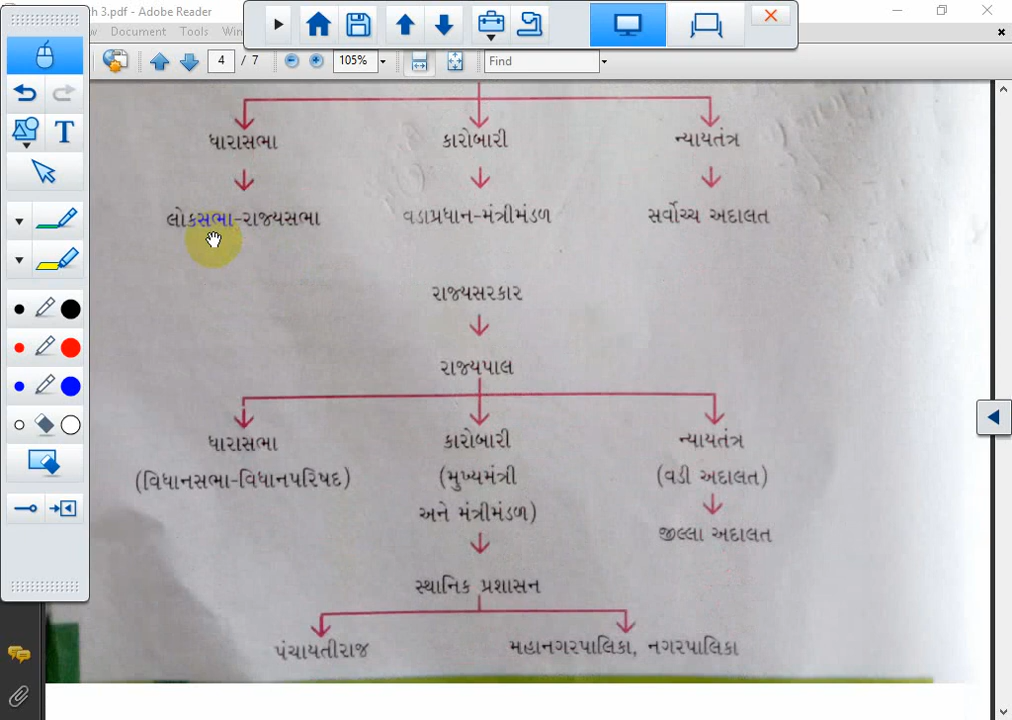 h 3.pdf - Adobe Reader
w Document Tools Win
4 / 7 105% Find
ધારાસભા કારોબારી ન્યાયતંત્ર
લોકસભા-રાજ્યસભા વડાપ્રધાન-મંત્રીમંડળ સર્વોચ્ચ અદાલત
રાજ્યસરકાર
રાજ્યપાલ
ધારાસભા કારોબારી ન્યાયતંત્ર
(વિધાનસભા-વિધાનપરિષદ) (મુખ્યમંત્રી (વડી અદાલત)
અને મંત્રીમંડળ) જીલ્લા અદાલત
સ્થાનિક પ્રશાસન
પંચાયતીરાજ મહાનગરપાલિકા, નગરપાલિકા
T